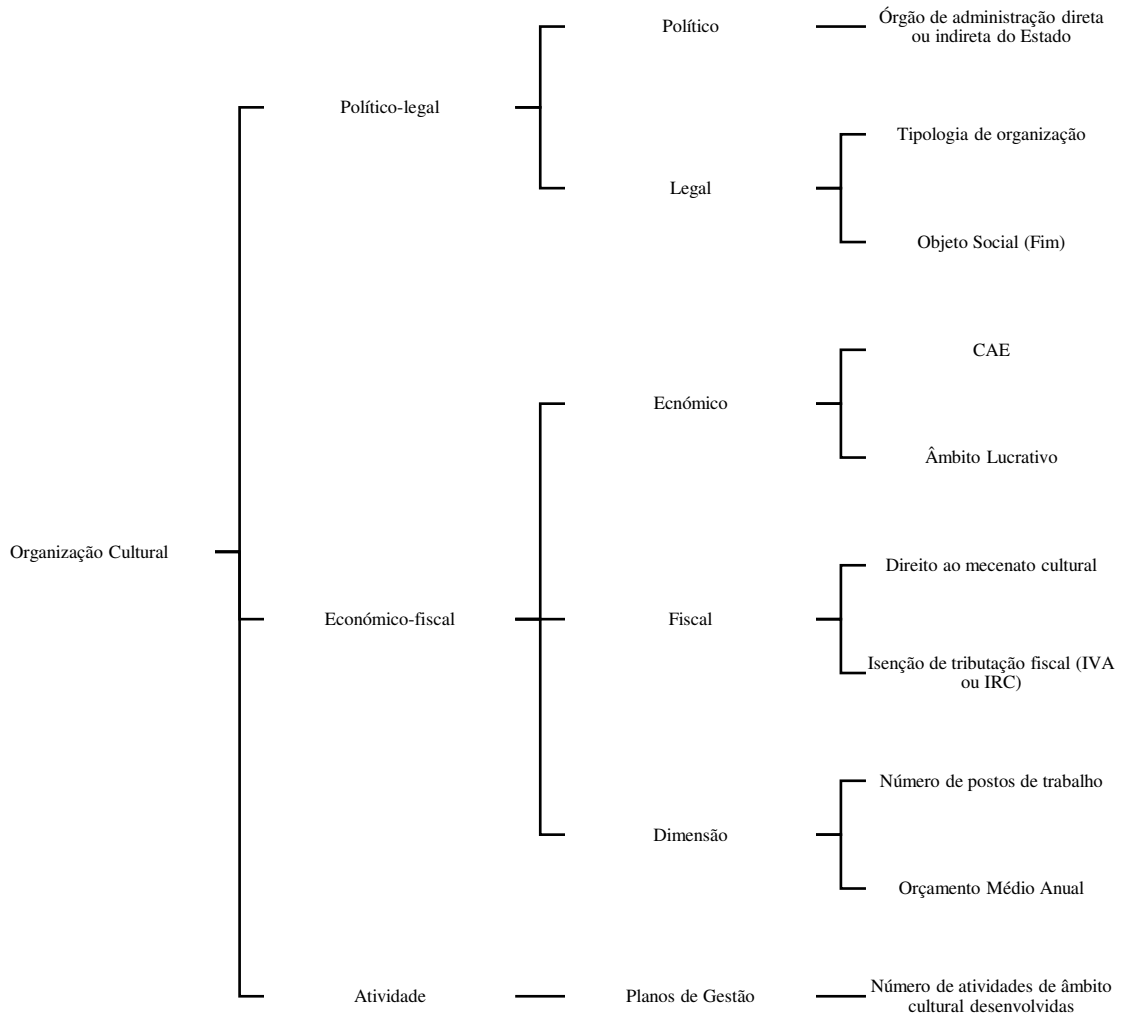 Político
Órgão de administração direta
ou indireta do Estado
Político-legal
Tipologia de organização
Legal
Objeto Social (Fim)
CAE
Ecnómico
Âmbito Lucrativo
Organização Cultural
Direito ao mecenato cultural
Económico-fiscal
Fiscal
Isenção de tributação fiscal (IVA
ou IRC)
Número de postos de trabalho
Dimensão
Orçamento Médio Anual
Atividade
Planos de Gestão
Número de atividades de âmbito
cultural desenvolvidas